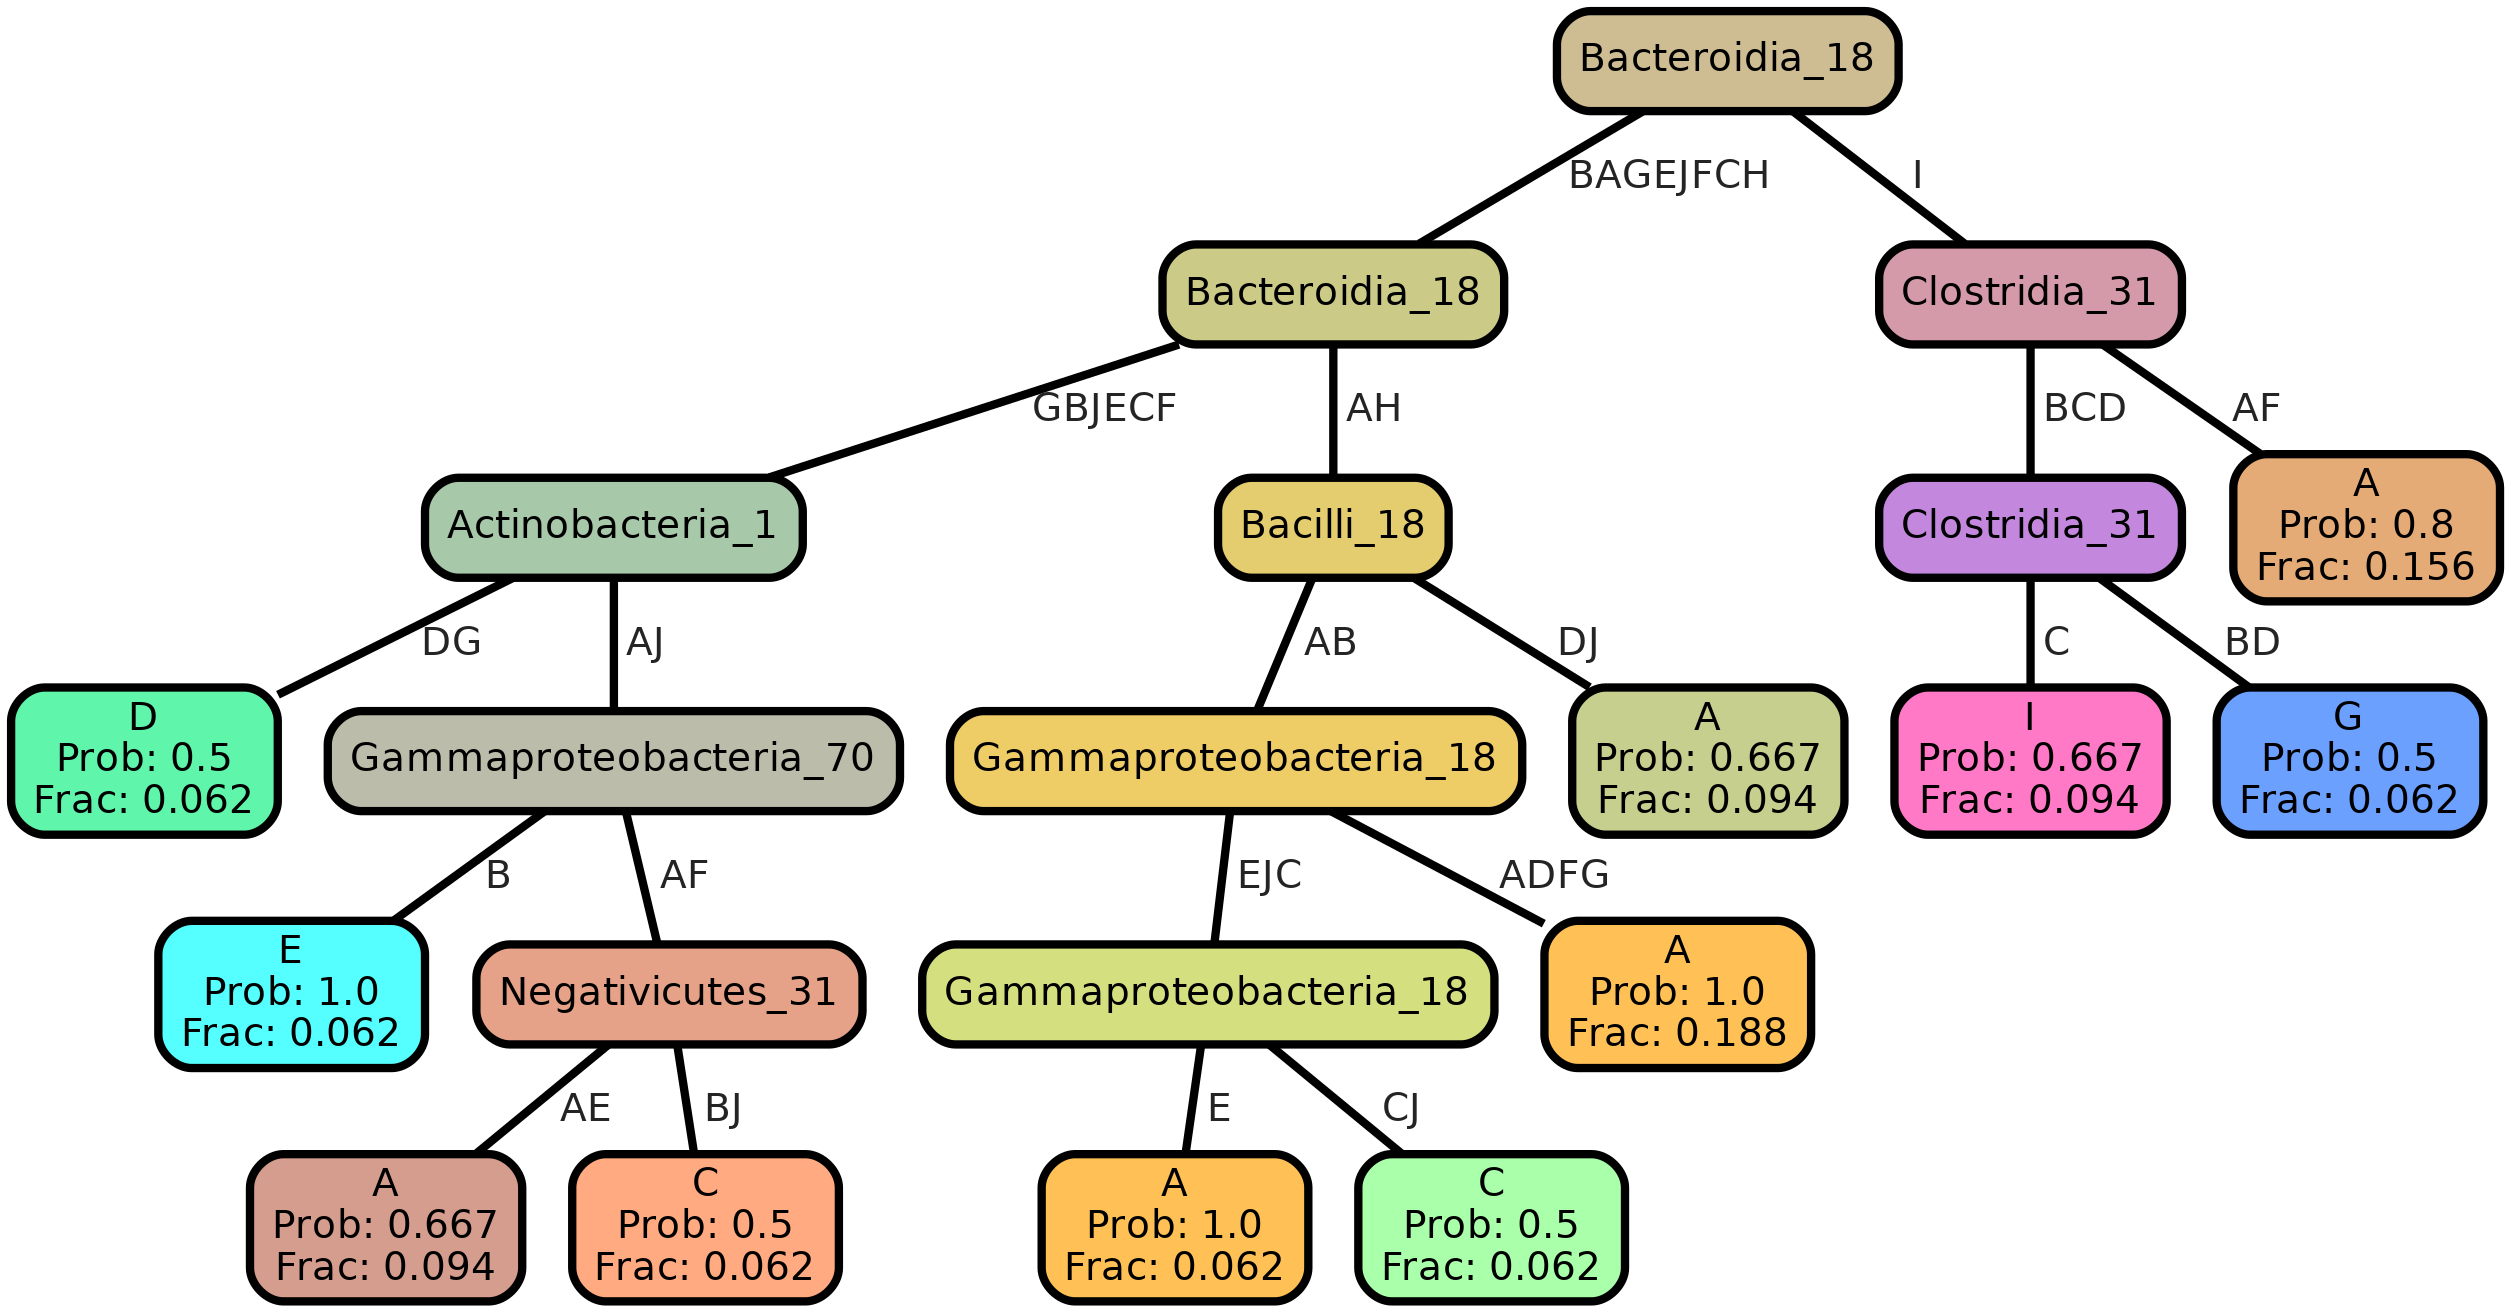 Bacteroidia_18
BAGEJFCH
I
Bacteroidia_18
Clostridia_31
GBJECF
AH
BCD
AF
Actinobacteria_1
Bacilli_18
Clostridia_31
A
Prob: 0.8
Frac: 0.156
DG
AJ
AB
DJ
C
BD
D
Prob: 0.5
Frac: 0.062
Gammaproteobacteria_70
Gammaproteobacteria_18
A
Prob: 0.667
Frac: 0.094
I
Prob: 0.667
Frac: 0.094
G
Prob: 0.5
Frac: 0.062
B
AF
EJC
ADFG
E
Prob: 1.0
Frac: 0.062
Negativicutes_31
Gammaproteobacteria_18
A
Prob: 1.0
Frac: 0.188
AE
BJ
E
CJ
A
Prob: 0.667
Frac: 0.094
C
Prob: 0.5
Frac: 0.062
A
Prob: 1.0
Frac: 0.062
C
Prob: 0.5
Frac: 0.062